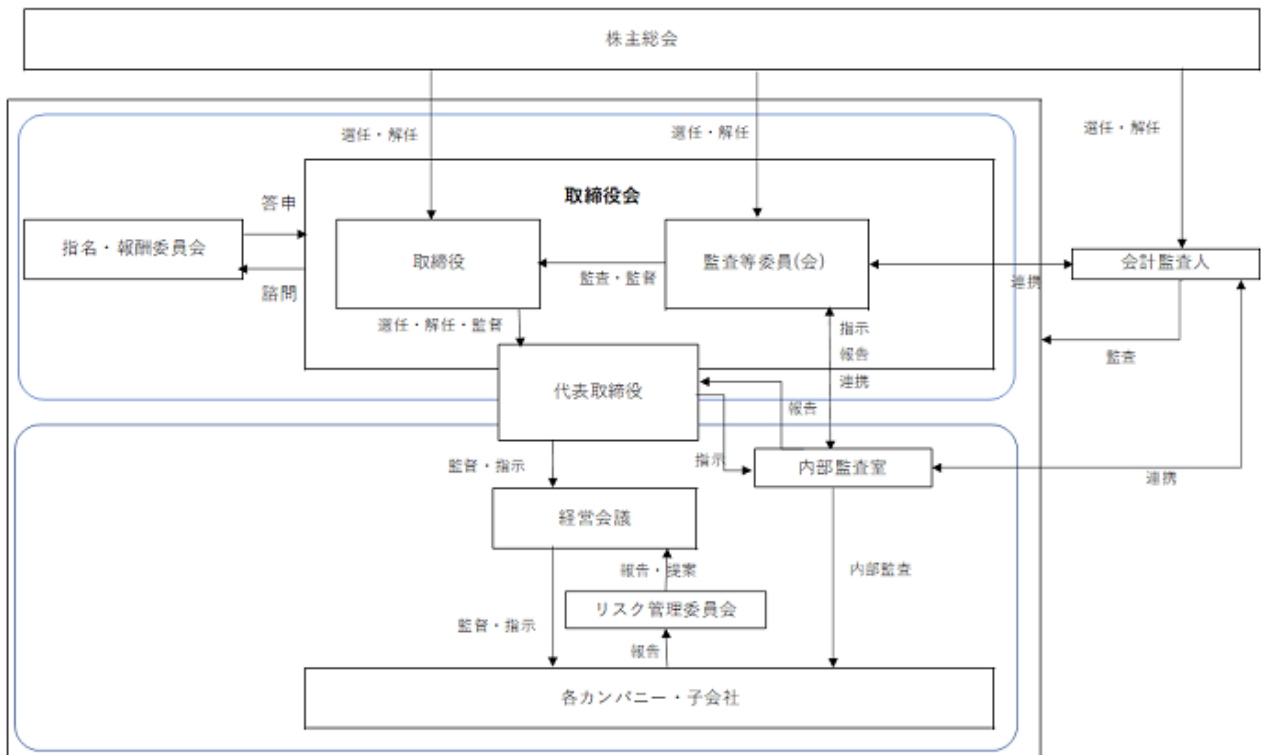 株主総会
選任・解任
選任・解任
選任・解任
取締役会
答申
指名・報酬委員会
諮問
取締役
監査・監督
監査等委員(会)
連携
会計監査人
選任・解任・監督
指示
報告
連携
監査
代表取締役
報告
監督・指示
指示
内部監査室
連携
経営会議
報告・提案
内部監査
リスク管理委員会
監督・指示
報告
各カンパニー・子会社